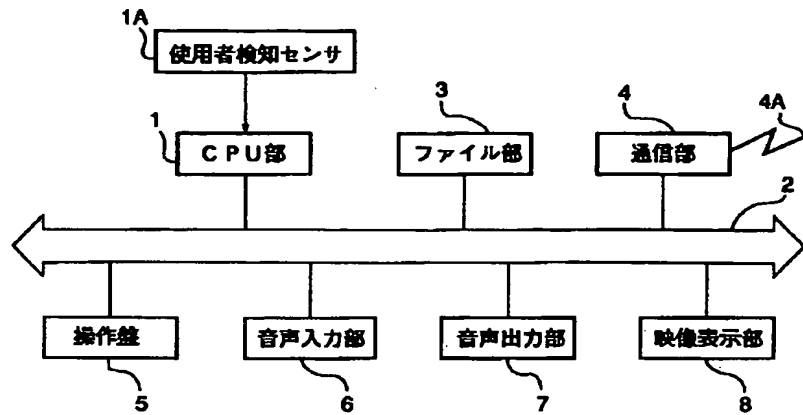 1A
使用者検知センサ
1
CPU部
3
ファイル部
4
通信部
4A
2
操作盤
音声入力部
音声出力部
映像表示部
5
6
7
8